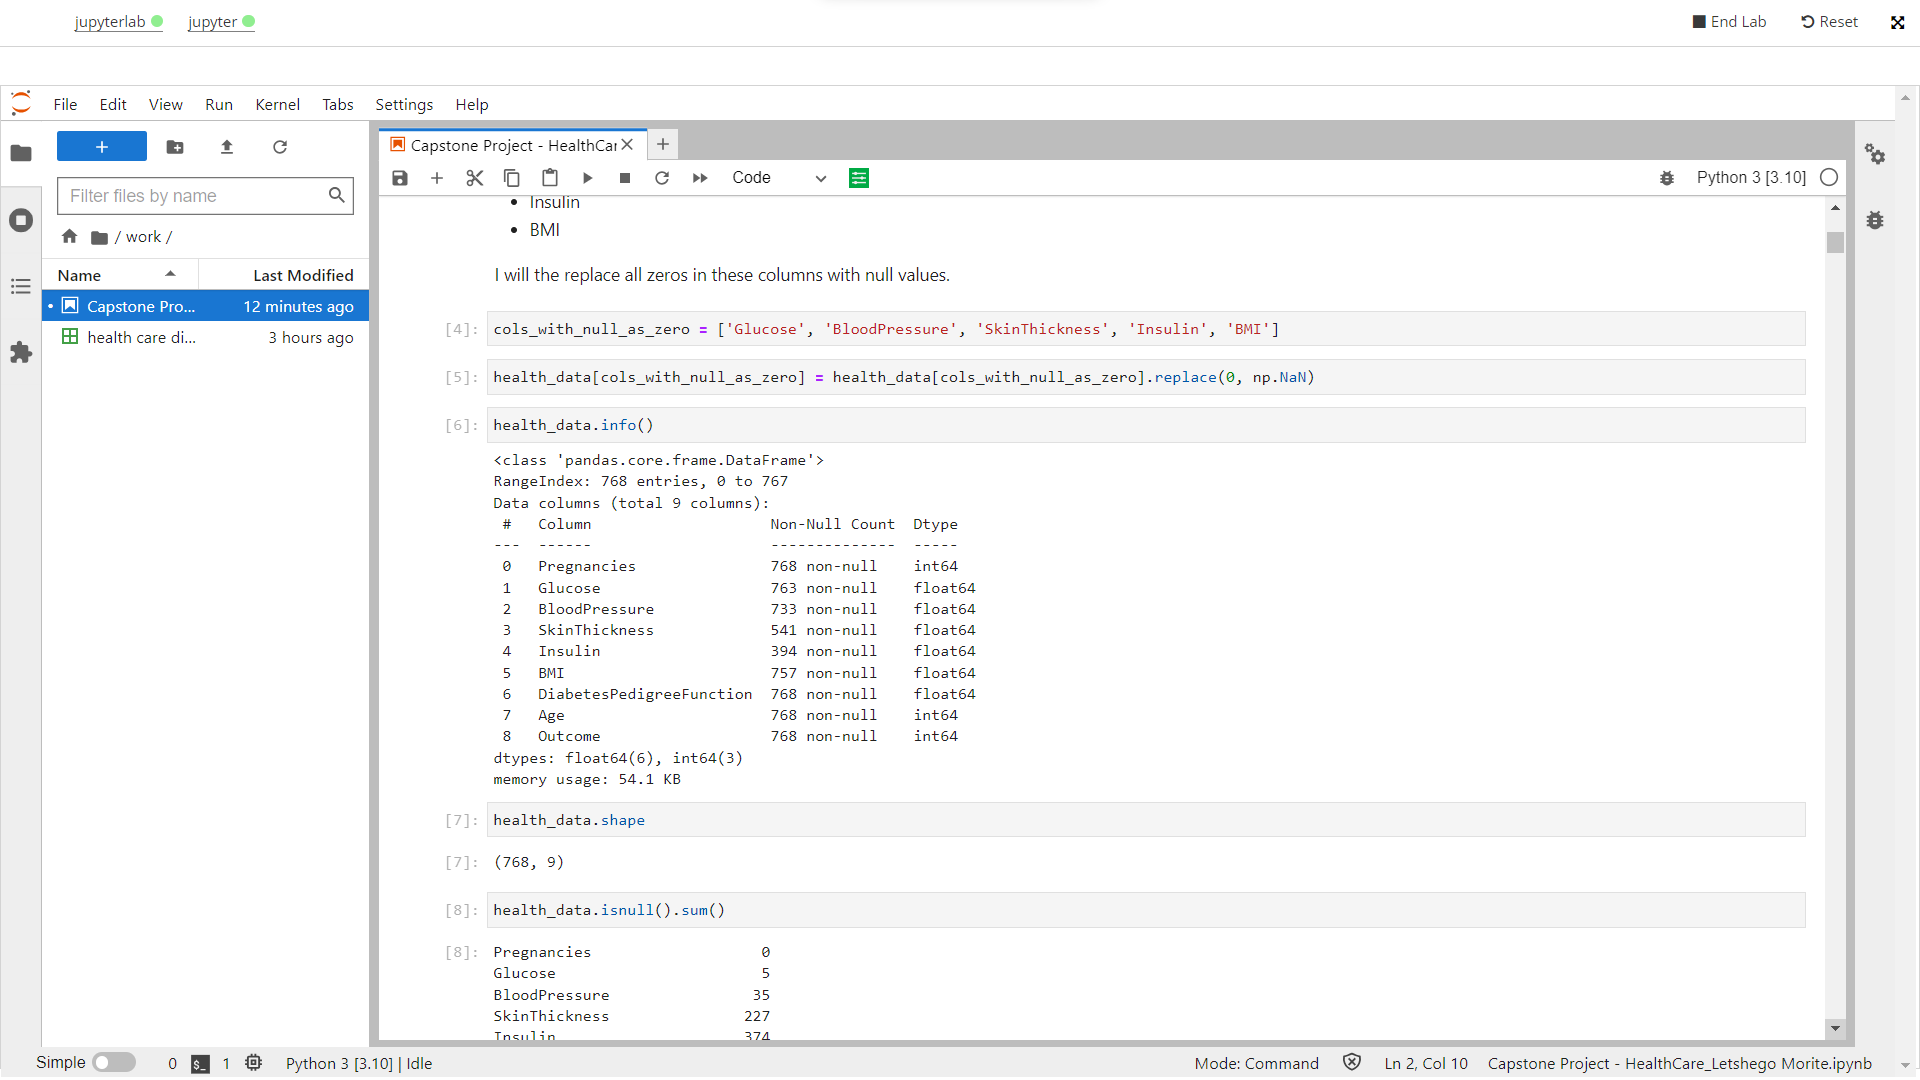 jupyterlab jupyter End Lab Reset
File Edit View Run Kernel Tabs Settings Help
+
Filter files by name
/ work /
Name Last Modified
Capstone Pro... 12 minutes ago
health care di... 3 hours ago
Capstone Project - HealthCar
Code Python 3 [3.10]
• Insulin
• BMI
I will the replace all zeros in these columns with null values.
[4]: cols_with_null_as_zero = ['Glucose', 'BloodPressure', 'SkinThickness', 'Insulin', 'BMI']
[5]: health_data[cols_with_null_as_zero] = health_data[cols_with_null_as_zero].replace(0, np.NaN)
[6]: health_data.info()
<class 'pandas.core.frame.DataFrame'>
RangeIndex: 768 entries, 0 to 767
Data columns (total 9 columns):
# Column Non-Null Count Dtype
--- ------ -------------- -----
0 Pregnancies 768 non-null int64
1 Glucose 763 non-null float64
2 BloodPressure 733 non-null float64
3 SkinThickness 541 non-null float64
4 Insulin 394 non-null float64
5 BMI 757 non-null float64
6 DiabetesPedigreeFunction 768 non-null float64
7 Age 768 non-null int64
8 Outcome 768 non-null int64
dtypes: float64(6), int64(3)
memory usage: 54.1 KB
[7]: health_data.shape
[7]: (768, 9)
[8]: health_data.isnull().sum()
[8]: Pregnancies 0
Glucose 5
BloodPressure 35
SkinThickness 227
Insulin 374
Simple 0 $_ 1 Python 3 [3.10] | Idle Mode: Command Ln 2, Col 10 Capstone Project - HealthCare_Letshego Morite.ipynb